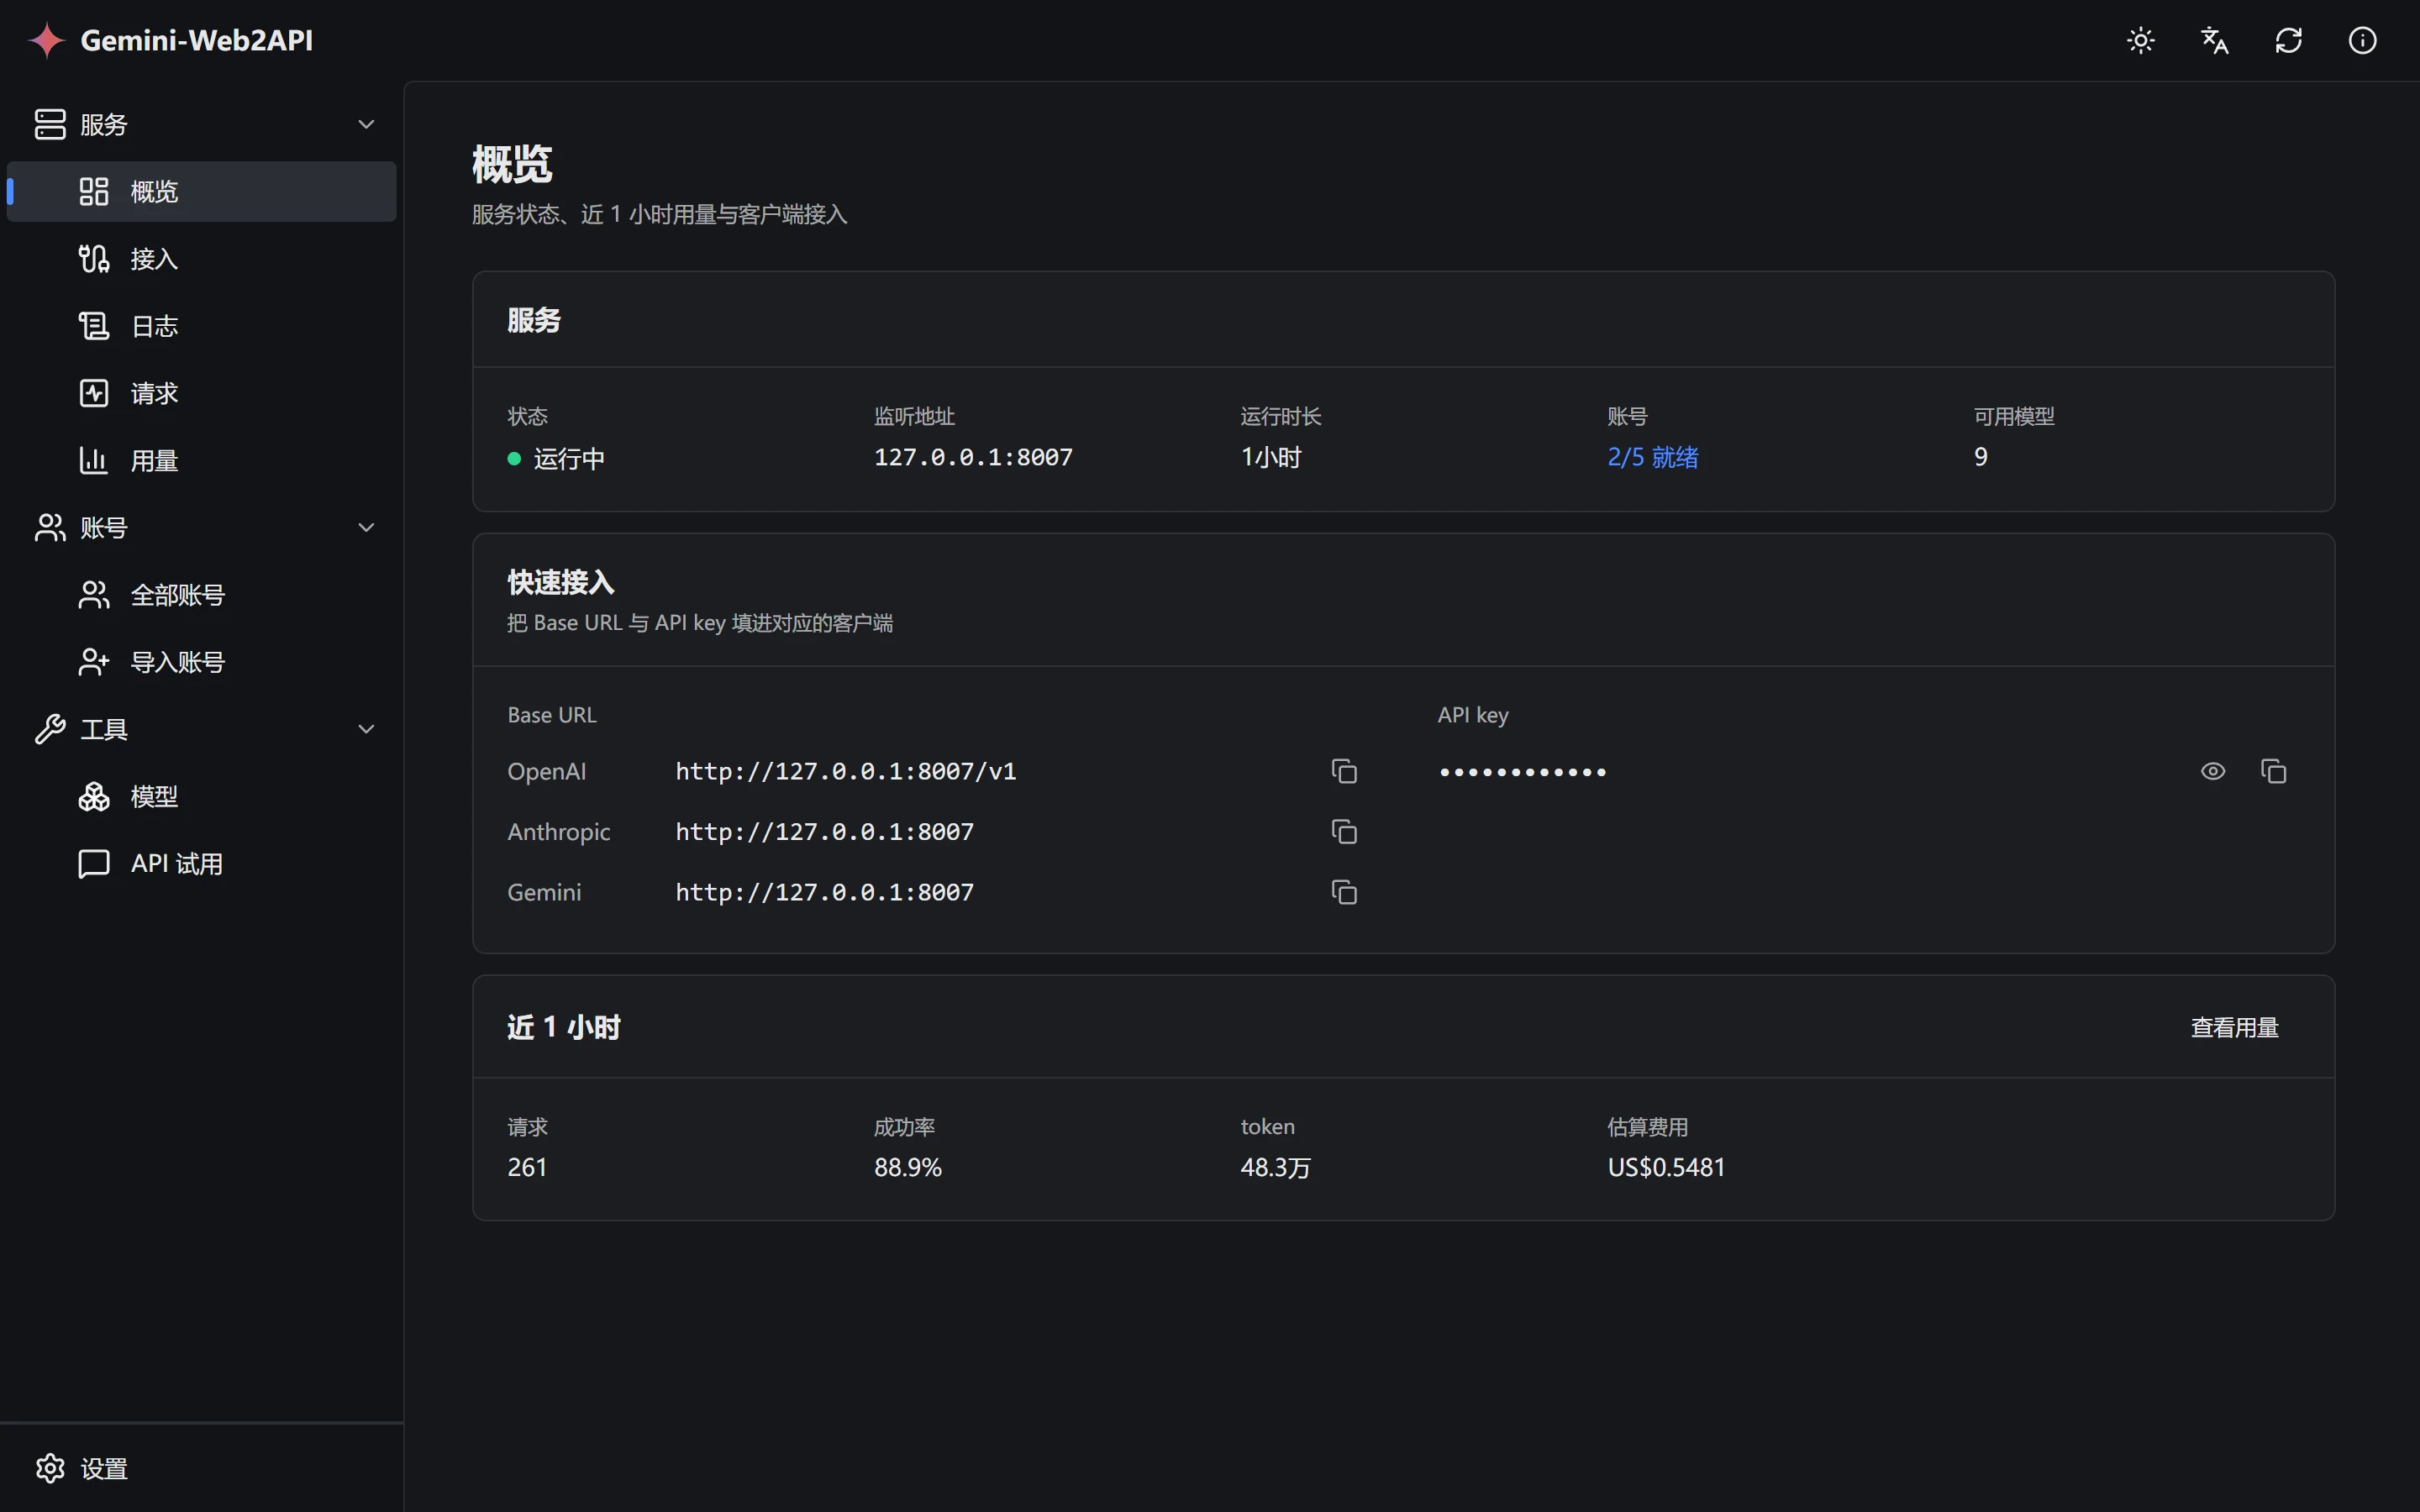 Gemini-Web2API
服务
概览
接入
日志
请求
用量
账号
全部账号
导入账号
工具
模型
API 试用
设置
概览
服务状态、近 1 小时用量与客户端接入
服务
状态 监听地址 运行时长 账号 可用模型
运行中 127.0.0.1:8007 1小时 2/5 就绪 9
快速接入
把 Base URL 与 API key 填进对应的客户端
Base URL API key
OpenAI http://127.0.0.1:8007/v1 ••••••••••••
Anthropic http://127.0.0.1:8007
Gemini http://127.0.0.1:8007
近 1 小时 查看用量
请求 成功率 token 估算费用
261 88.9% 48.3万 US$0.5481